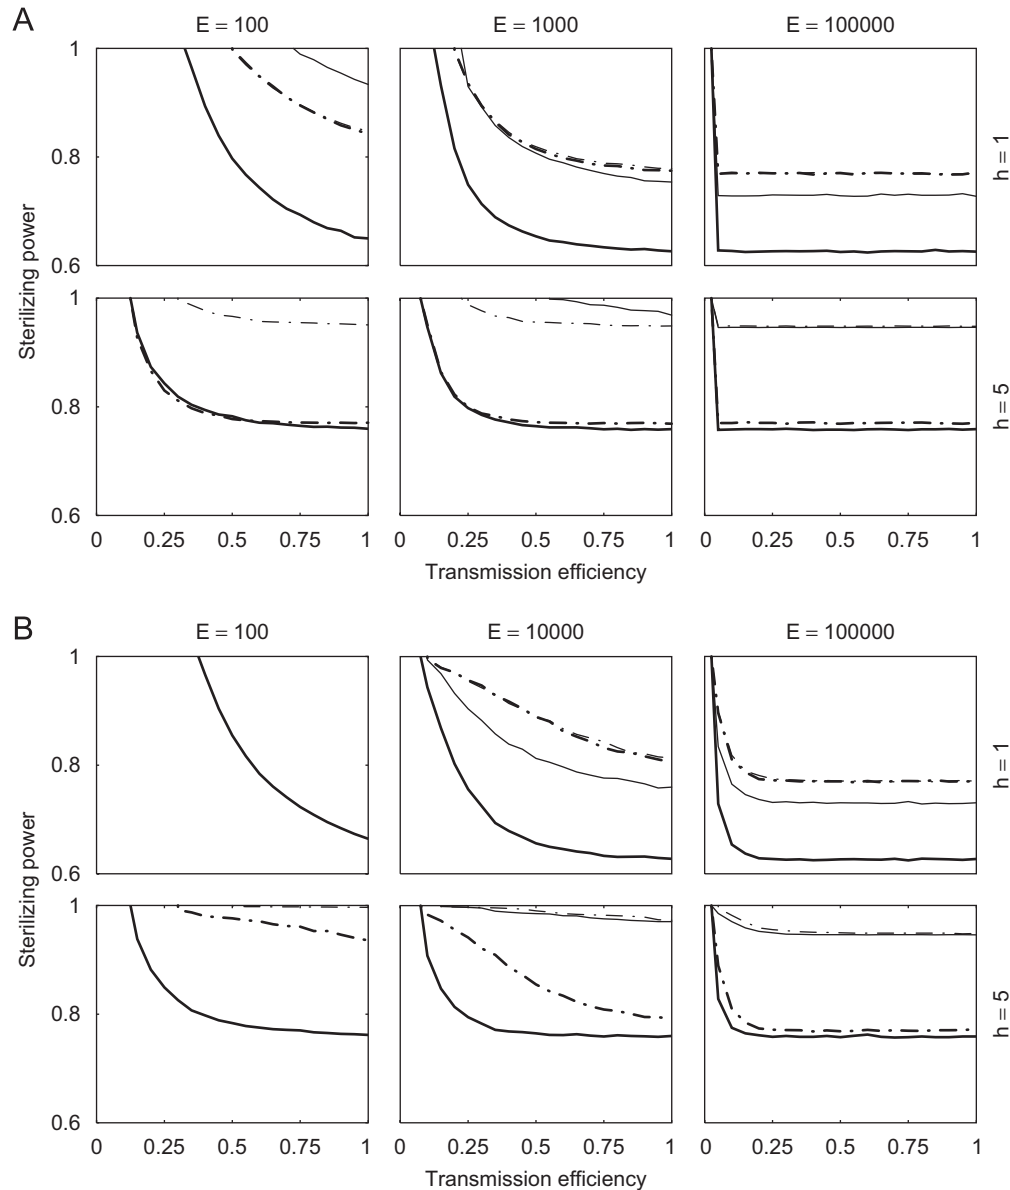 A
E = 100
E = 1000
E = 100000
1
0.8
0.6
h = 1
Sterilizing power
1
0.8
0.6
h = 5
0
0.25
0.5
0.75
1
0
0.25
0.5
0.75
1
0
0.25
0.5
0.75
1
Transmission efficiency
B
E = 100
E = 10000
E = 100000
1
0.8
0.6
h = 1
Sterilizing power
1
0.8
0.6
h = 5
0
0.25
0.5
0.75
1
0
0.25
0.5
0.75
1
0
0.25
0.5
0.75
1
Transmission efficiency